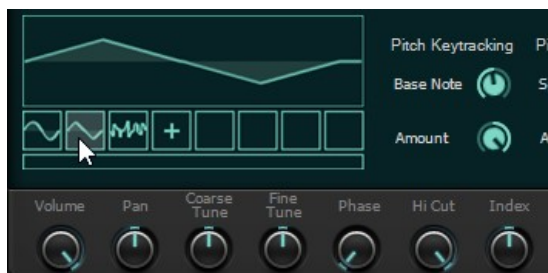 Pitch Keytracking
Base Note
Amount
Volume
Pan
Coarse
Tune
Fine
Tune
Phase
Hi Cut
Index